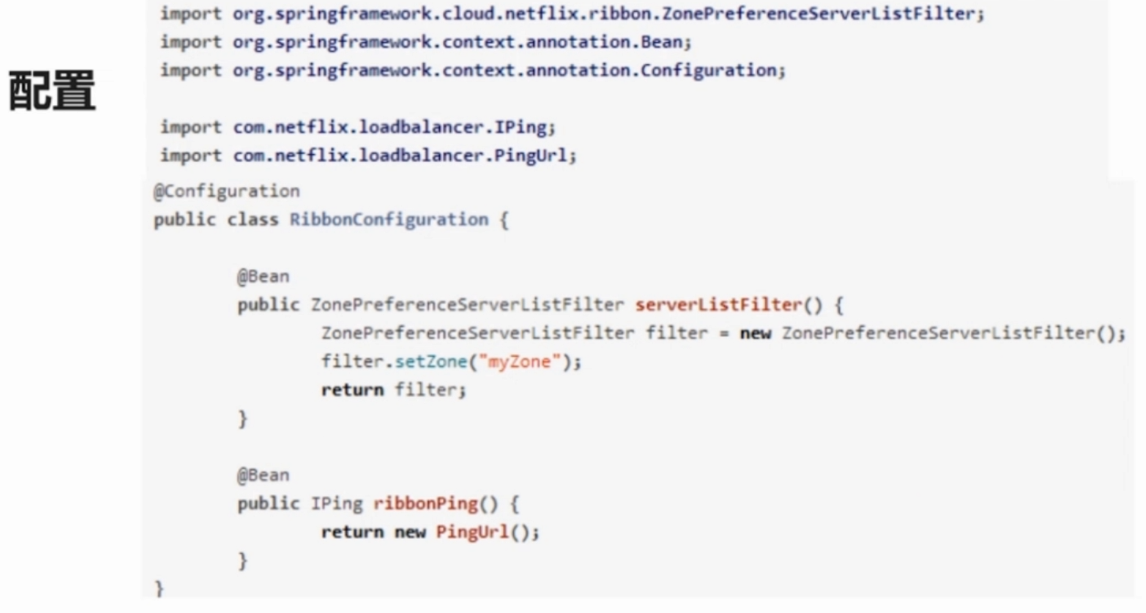 配置
import org.springframework.cloud.netflix.ribbon.ZonePreferenceServerListFilter;
import org.springframework.context.annotation.Bean;
import org.springframework.context.annotation.Configuration;
import com.netflix.loadbalancer.IPing;
import com.netflix.loadbalancer.PingUrl;
@Configuration
public class RibbonConfiguration {
@Bean
public ZonePreferenceServerListFilter serverListFilter() {
ZonePreferenceServerListFilter filter = new ZonePreferenceServerListFilter();
filter.setZone("myZone");
return filter;
}
@Bean
public IPing ribbonPing() {
return new PingUrl();
}
}